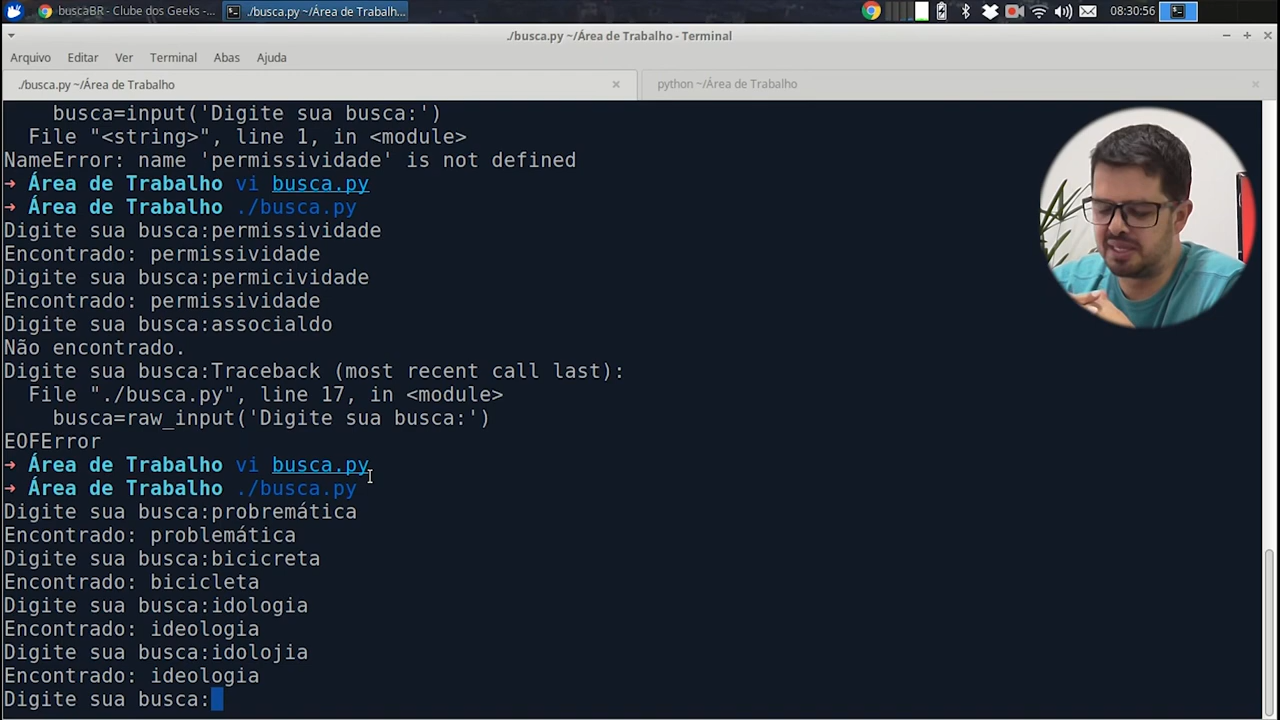 buscaBR - Clube dos Geeks -...
./busca.py ~/Área de Trabalh...
08:30:56
./busca.py ~/Área de Trabalho - Terminal
Arquivo Editar Ver Terminal Abas Ajuda
./busca.py ~/Área de Trabalho
python ~/Área de Trabalho
busca=input('Digite sua busca:')
File "<string>", line 1, in <module>
NameError: name 'permissividade' is not defined
➜ Área de Trabalho vi busca.py
➜ Área de Trabalho ./busca.py
Digite sua busca:permissividade
Encontrado: permissividade
Digite sua busca:permicividade
Encontrado: permissividade
Digite sua busca:associaldo
Não encontrado.
Digite sua busca:Traceback (most recent call last):
File "./busca.py", line 17, in <module>
busca=raw_input('Digite sua busca:')
EOFError
➜ Área de Trabalho vi busca.py
➜ Área de Trabalho ./busca.py
Digite sua busca:probremática
Encontrado: problemática
Digite sua busca:bicicreta
Encontrado: bicicleta
Digite sua busca:idologia
Encontrado: ideologia
Digite sua busca:idolojia
Encontrado: ideologia
Digite sua busca: